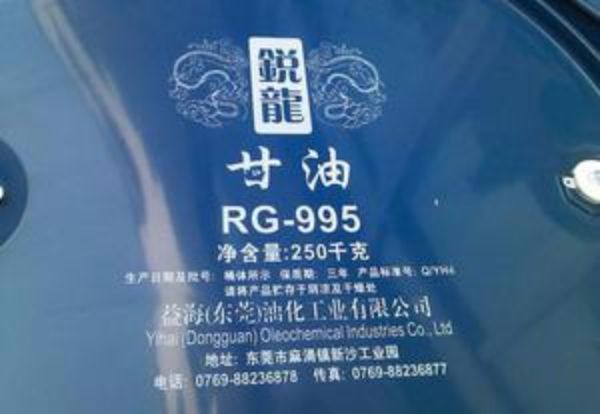 鋭龍
甘油
RG-995
净含量:250千克
生产日期及批号: 桶体所示 保质期: 三年 产品标准号: Q/YH4
请将产品贮存于阴凉及干燥处
益海(东莞)油化工业有限公司
Yihai (Dongguan) Oleochemical Industries Co., Ltd
地址: 东莞市麻涌镇新沙工业园
电话: 0769-88236878 传真: 0769-88236877